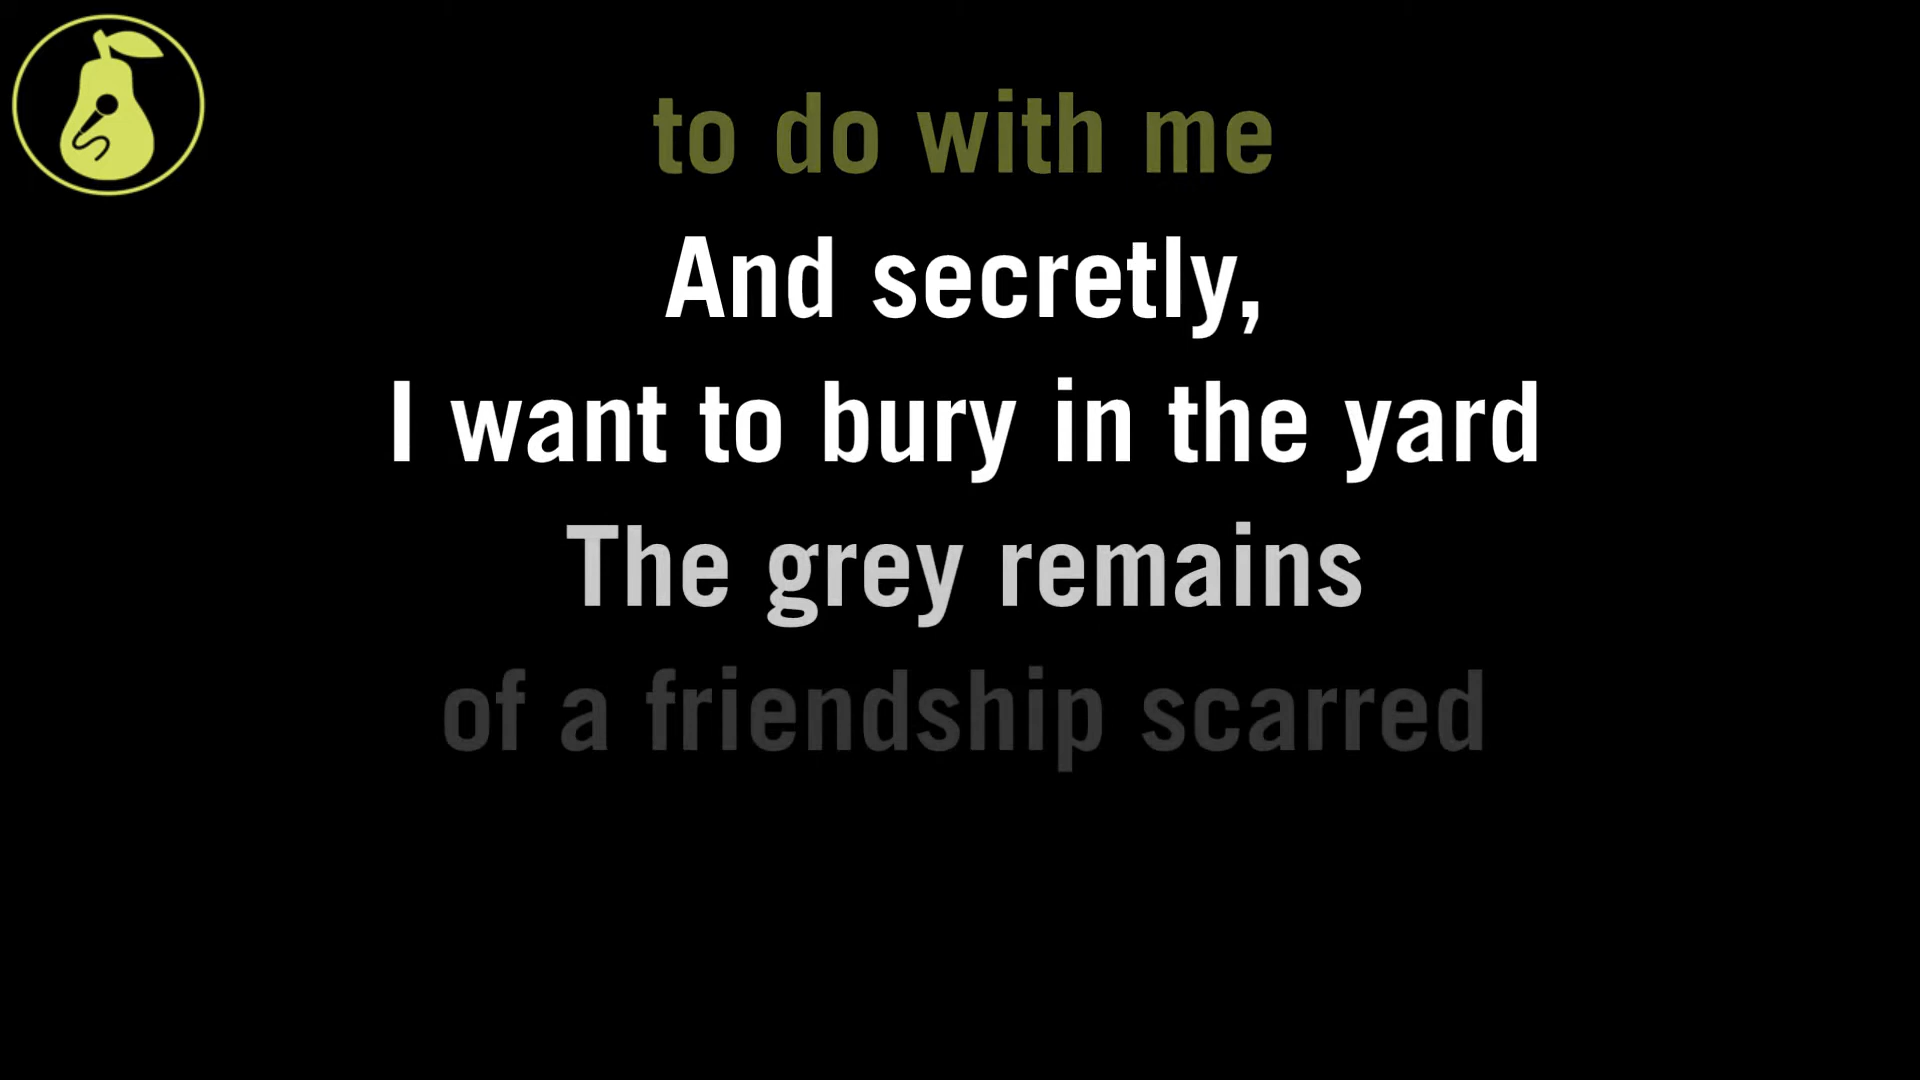 to do with me
And secretly,
I want to bury in the yard
The grey remains
of a friendship scarred